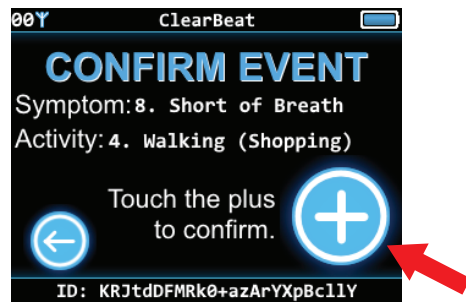 00 ClearBeat
CONFIRM EVENT
Symptom: 8. Short of Breath
Activity: 4. Walking (Shopping)
Touch the plus
to confirm.
ID: KRJtdDFMRk0+azArYXpBcllY